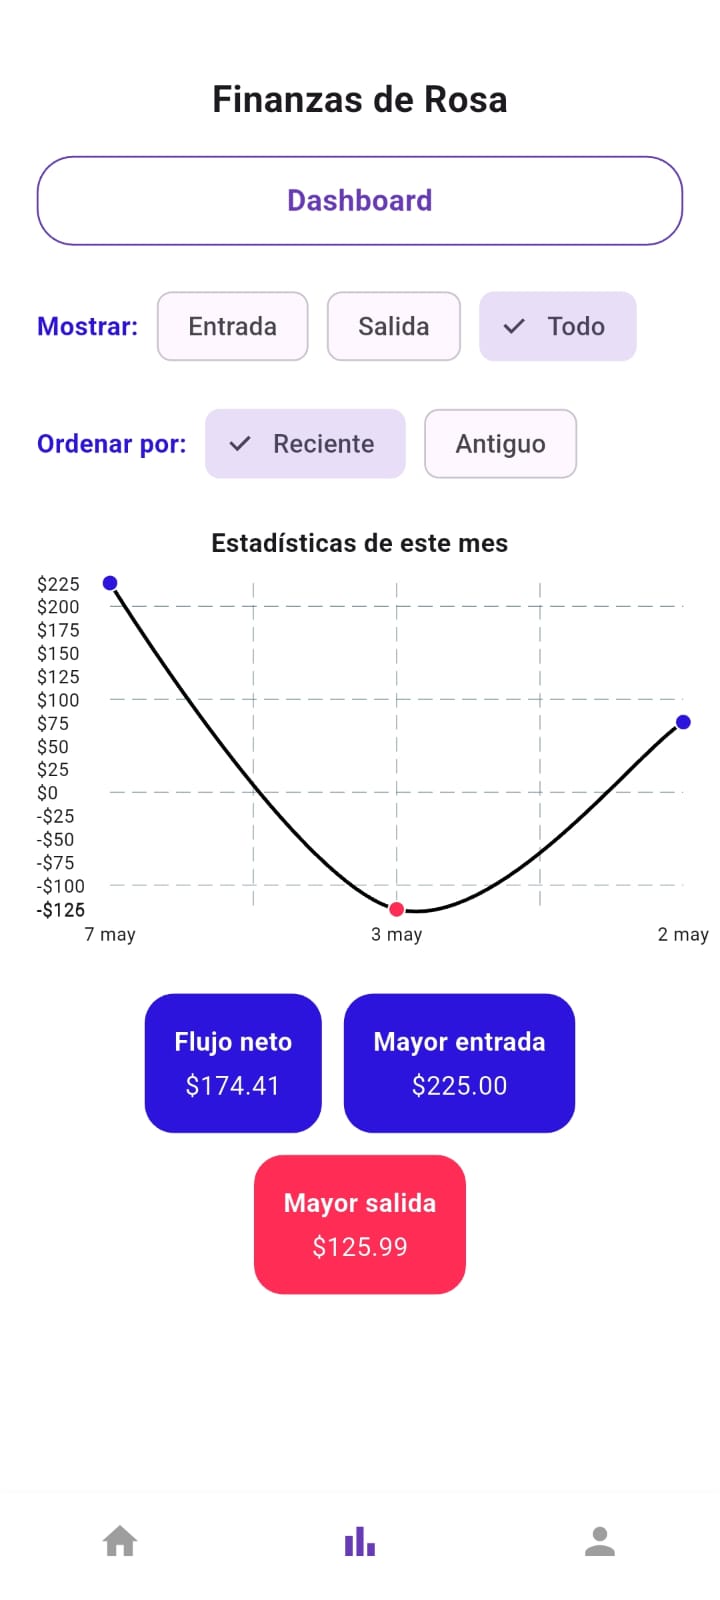 Finanzas de Rosa
Dashboard
Mostrar: Entrada Salida Todo
Ordenar por: Reciente Antiguo
Estadísticas de este mes
$225
$200
$175
$150
$125
$100
$75
$50
$25
$0
-$25
-$50
-$75
-$100
-$125
7 may 3 may 2 may
Flujo neto Mayor entrada
$174.41 $225.00
Mayor salida
$125.99